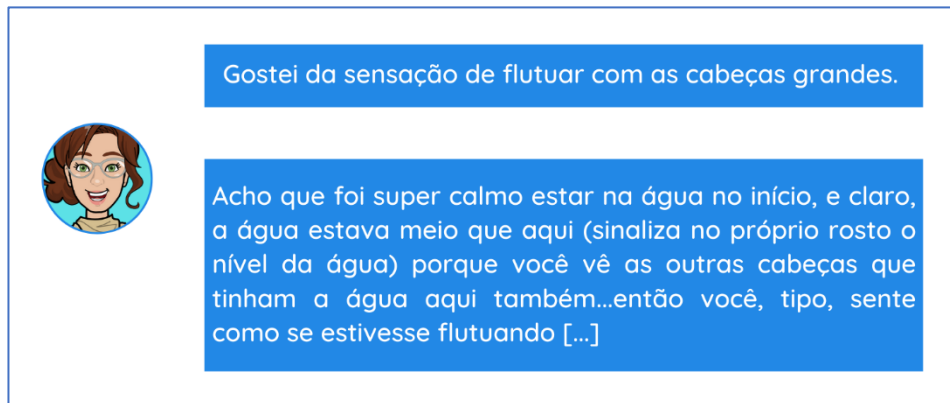 Gostei da sensação de flutuar com as cabeças grandes.
Acho que foi super calmo estar na água no início, e claro,
a água estava meio que aqui (sinaliza no próprio rosto o
nível da água) porque você vê as outras cabeças que
tinham a água aqui também...então você, tipo, sente
como se estivesse flutuando [...]